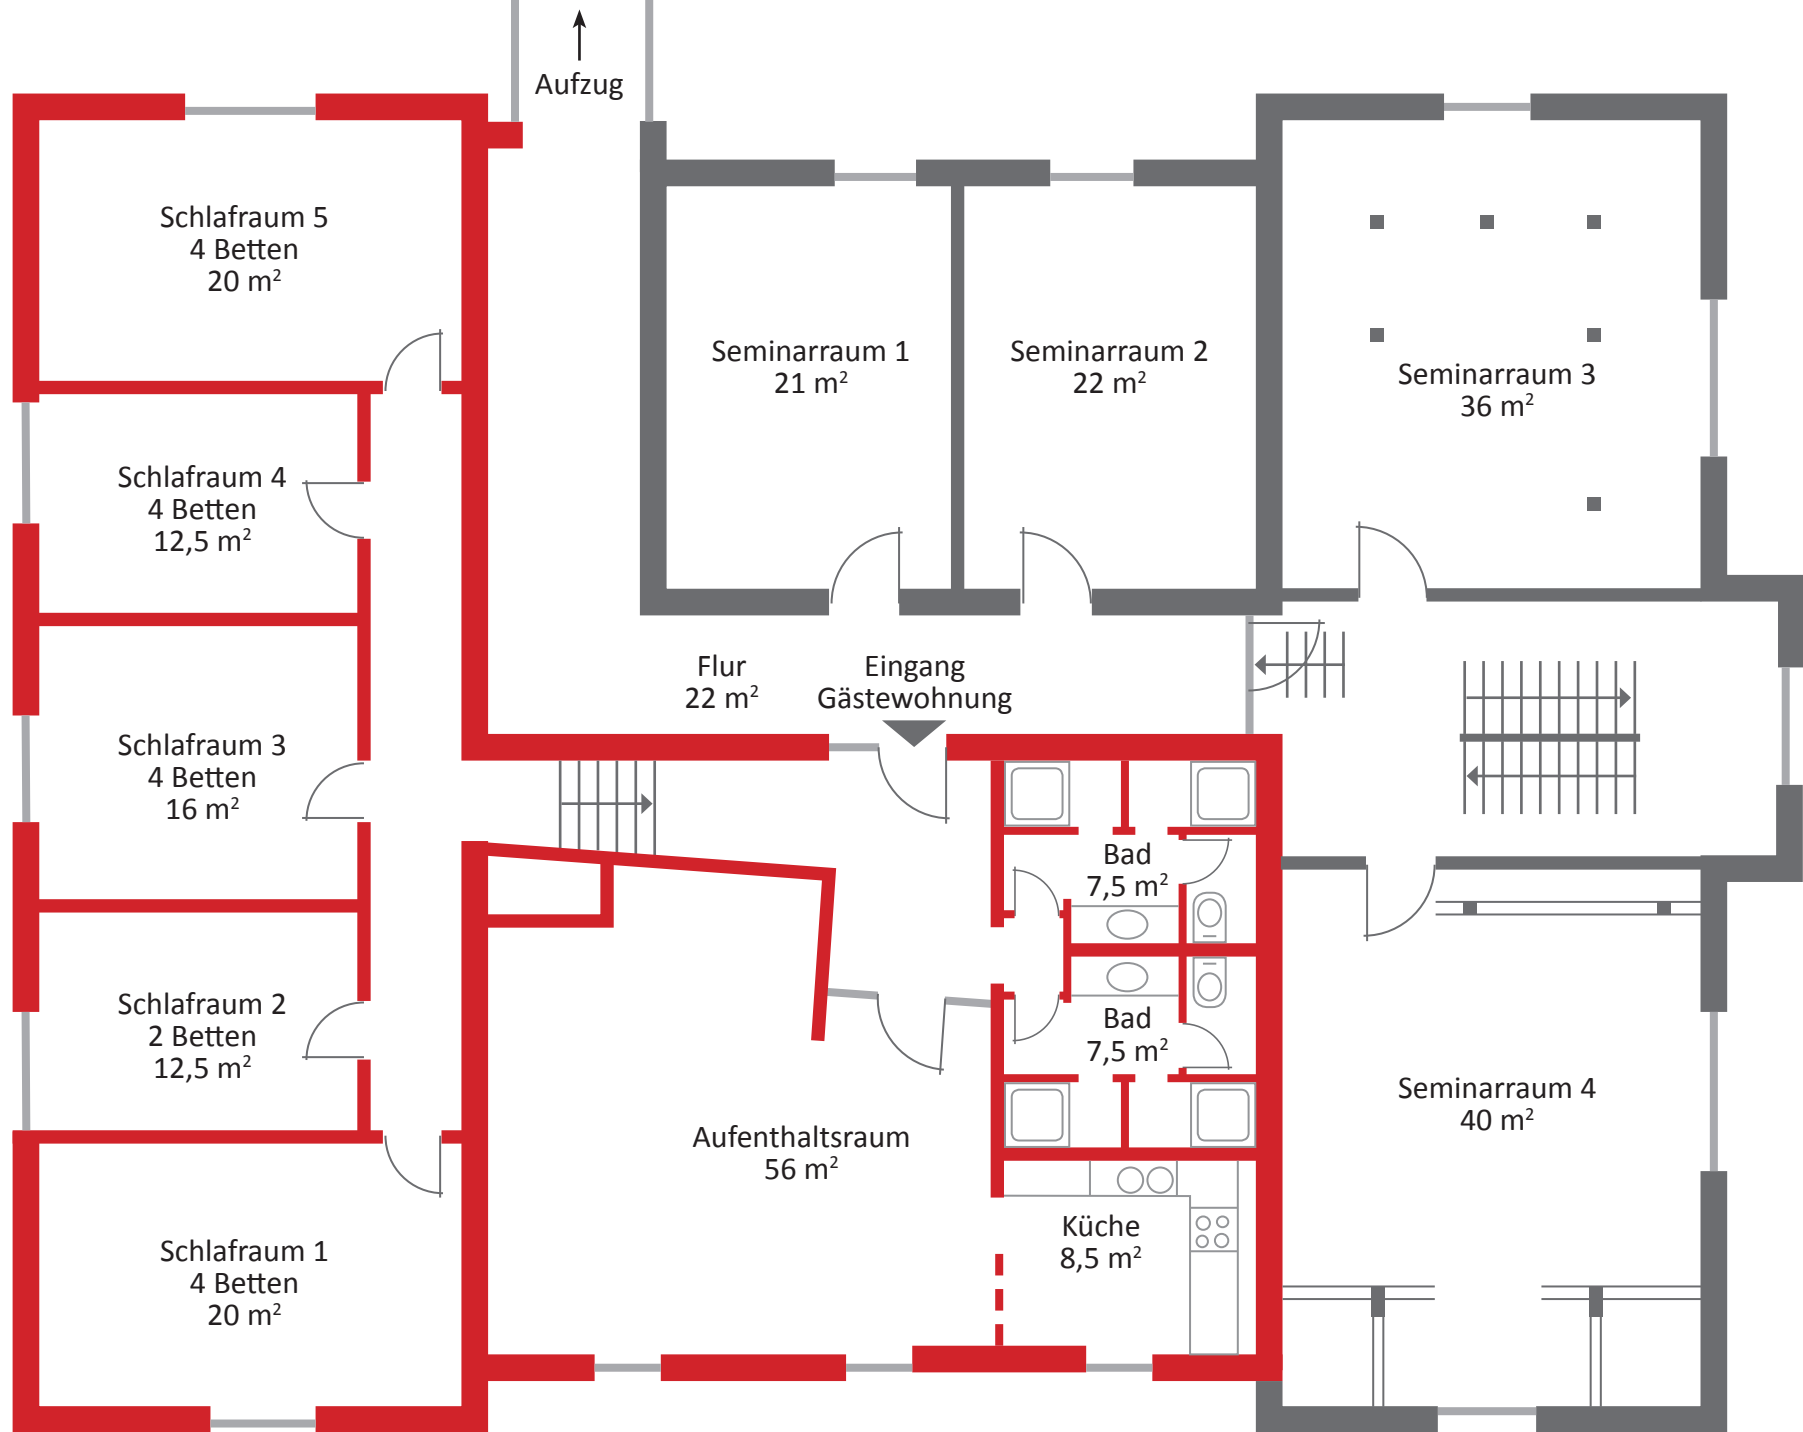 Aufzug
Schlafraum 5
4 Betten
20 m²
Seminarraum 1
21 m²
Seminarraum 2
22 m²
Seminarraum 3
36 m²
Schlafraum 4
4 Betten
12,5 m²
Flur
22 m²
Eingang
Gästewohnung
Schlafraum 3
4 Betten
16 m²
Bad
7,5 m²
Schlafraum 2
2 Betten
12,5 m²
Bad
7,5 m²
Seminarraum 4
40 m²
Aufenthaltsraum
56 m²
Küche
8,5 m²
Schlafraum 1
4 Betten
20 m²